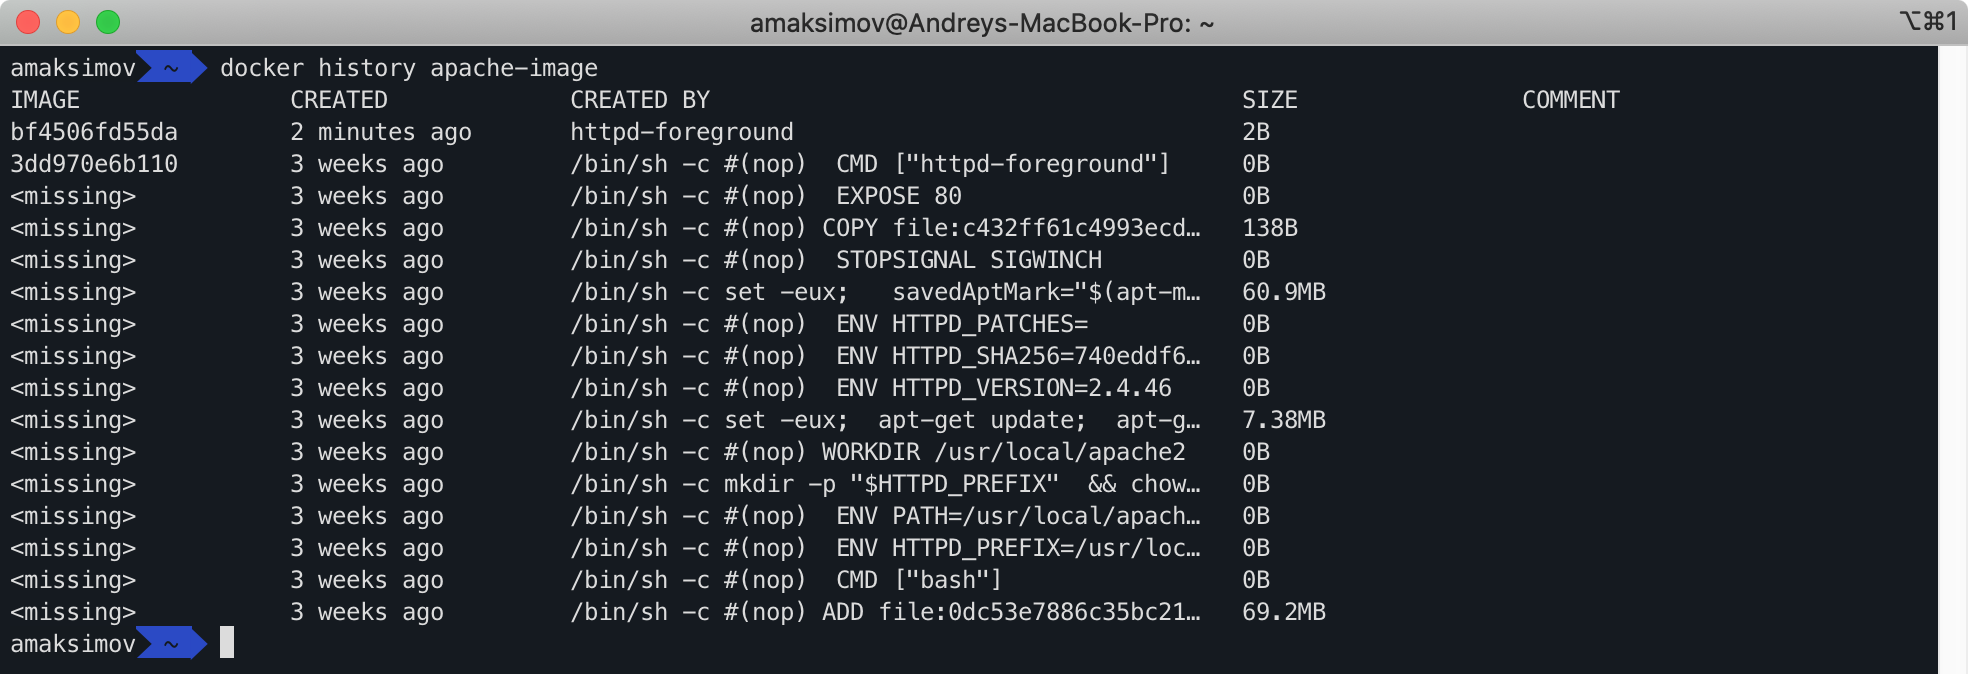 amaksimov@Andreys-MacBook-Pro: ~ ⌥⌘1
amaksimov ~ docker history apache-image
IMAGE CREATED CREATED BY SIZE COMMENT
bf4506fd55da 2 minutes ago httpd-foreground 2B
3dd970e6b110 3 weeks ago /bin/sh -c #(nop)  CMD ["httpd-foreground"] 0B
<missing> 3 weeks ago /bin/sh -c #(nop)  EXPOSE 80 0B
<missing> 3 weeks ago /bin/sh -c #(nop) COPY file:c432ff61c4993ecd… 138B
<missing> 3 weeks ago /bin/sh -c #(nop)  STOPSIGNAL SIGWINCH 0B
<missing> 3 weeks ago /bin/sh -c set -eux;   savedAptMark="$(apt-m… 60.9MB
<missing> 3 weeks ago /bin/sh -c #(nop)  ENV HTTPD_PATCHES= 0B
<missing> 3 weeks ago /bin/sh -c #(nop)  ENV HTTPD_SHA256=740eddf6… 0B
<missing> 3 weeks ago /bin/sh -c #(nop)  ENV HTTPD_VERSION=2.4.46 0B
<missing> 3 weeks ago /bin/sh -c set -eux;  apt-get update;  apt-g… 7.38MB
<missing> 3 weeks ago /bin/sh -c #(nop) WORKDIR /usr/local/apache2 0B
<missing> 3 weeks ago /bin/sh -c mkdir -p "$HTTPD_PREFIX"  && chow… 0B
<missing> 3 weeks ago /bin/sh -c #(nop)  ENV PATH=/usr/local/apach… 0B
<missing> 3 weeks ago /bin/sh -c #(nop)  ENV HTTPD_PREFIX=/usr/loc… 0B
<missing> 3 weeks ago /bin/sh -c #(nop)  CMD ["bash"] 0B
<missing> 3 weeks ago /bin/sh -c #(nop) ADD file:0dc53e7886c35bc21… 69.2MB
amaksimov ~